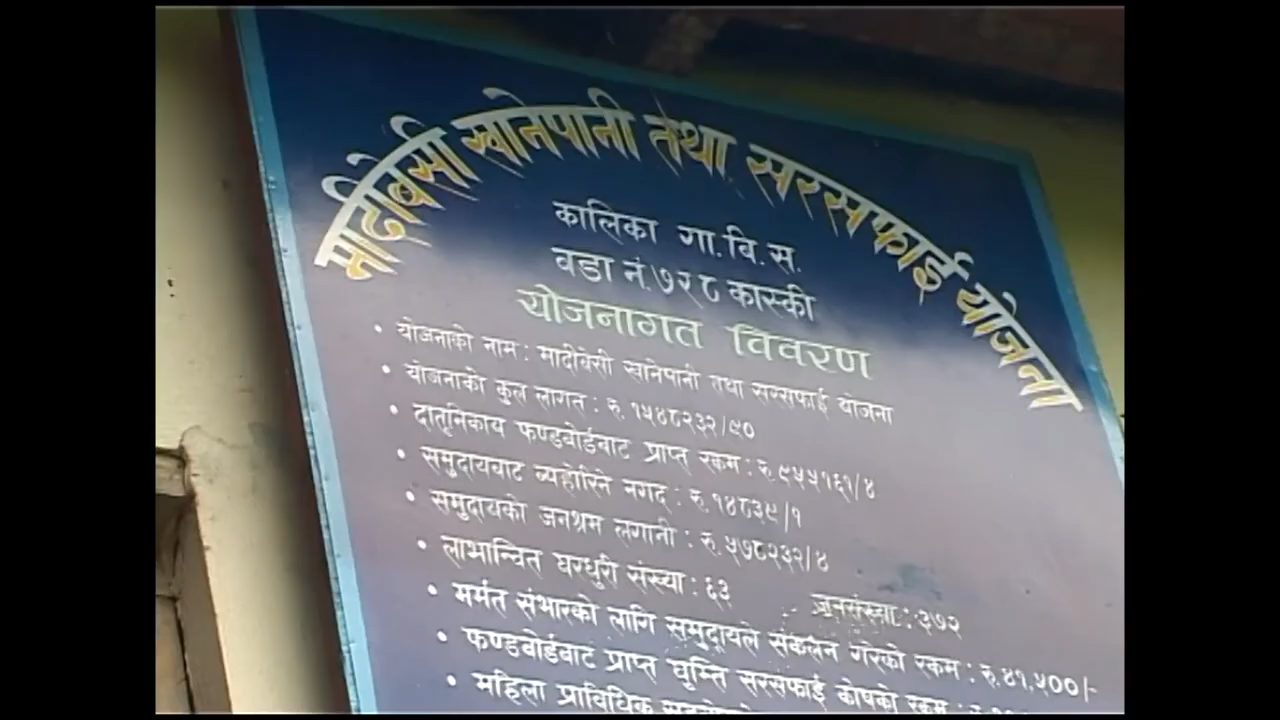 मादीबेसी खानेपानी तथा सरसफाई योजना
कालिका गा.बि.स.
वडा नं.७ र ८ कास्की
योजनागत विवरण
• योजनाको नाम : मादीबेसी खानेपानी तथा सरसफाई योजना
• योजनाको कुल लागत : रु. १५४८२३२/९०
• दातृनिकाय फण्डबोर्डबाट प्राप्त रकम : रु.९५५१६१/४
• समुदायबाट व्यहोरिने नगद : रु.१४८३९/१
• समुदायको जनश्रम लगानी : रु.५७८२३२/४
• लाभान्वित घरधुरी संख्या : ६३ जनसंख्या : ३७२
• मर्मत संभारको लागि समुदायले संकलन गरेको रकम : रु.४१,५००/-
• फण्डबोर्डबाट प्राप्त घुम्ति सरसफाई कोषको रकम : रु.
• महिला प्राविधिक